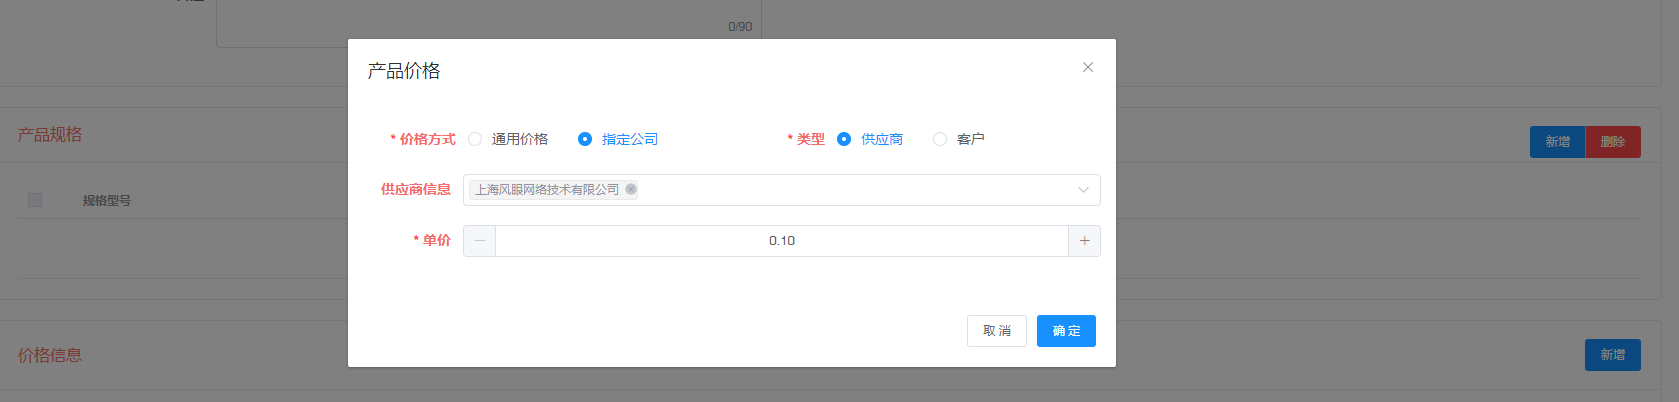 0/90
产品价格
产品规格
* 价格方式 通用价格 指定公司 * 类型 供应商 客户
新增 删除
供应商信息 上海风眼网络技术有限公司
规格型号
* 单价 0.10
取消 确定
价格信息
新增